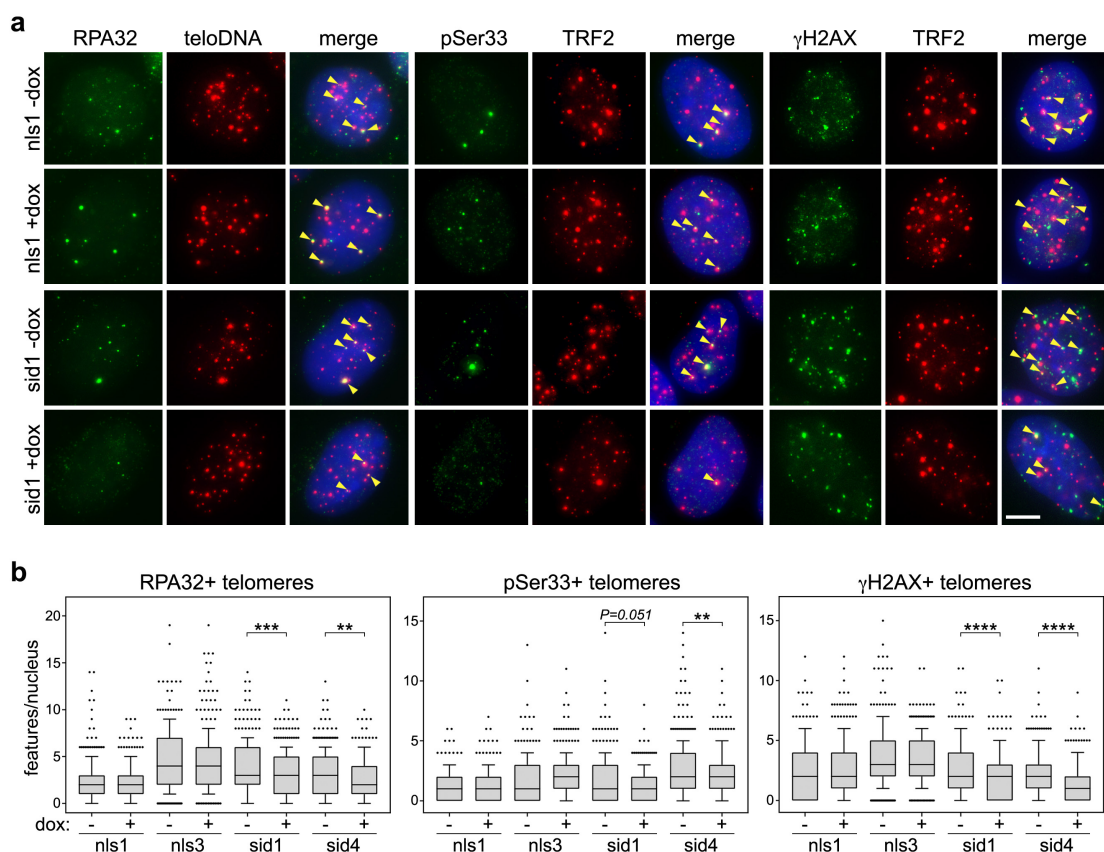 a
RPA32 teloDNA merge pSer33 TRF2 merge γH2AX TRF2 merge
nls1 -dox
nls1 +dox
sid1 -dox
sid1 +dox
b
RPA32+ telomeres pSer33+ telomeres γH2AX+ telomeres
features/nucleus
20
15
10
5
0
*** **
15
10
5
0
P=0.051 **
15
10
5
0
**** ****
dox: - + - + - + - + - + - + - + - + - + - + - + - +
nls1 nls3 sid1 sid4 nls1 nls3 sid1 sid4 nls1 nls3 sid1 sid4